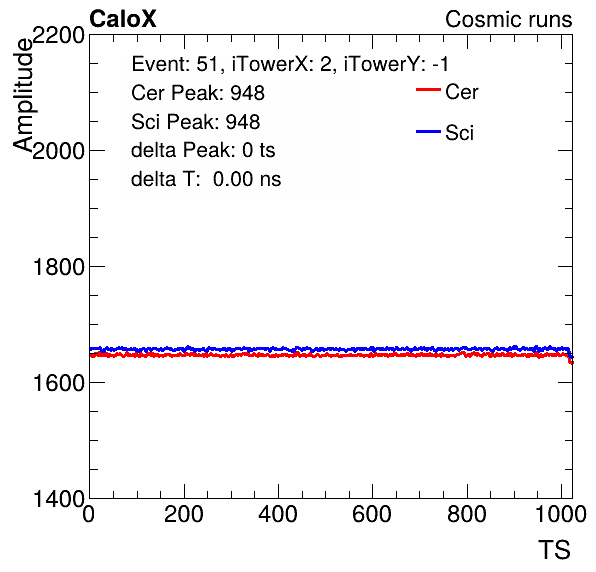 CaloX Cosmic runs
Amplitude
2200
2000
1800
1600
1400
Event: 51, iTowerX: 2, iTowerY: -1
Cer Peak: 948
Sci Peak: 948
delta Peak: 0 ts
delta T:  0.00 ns
Cer
Sci
0 200 400 600 800 1000
TS